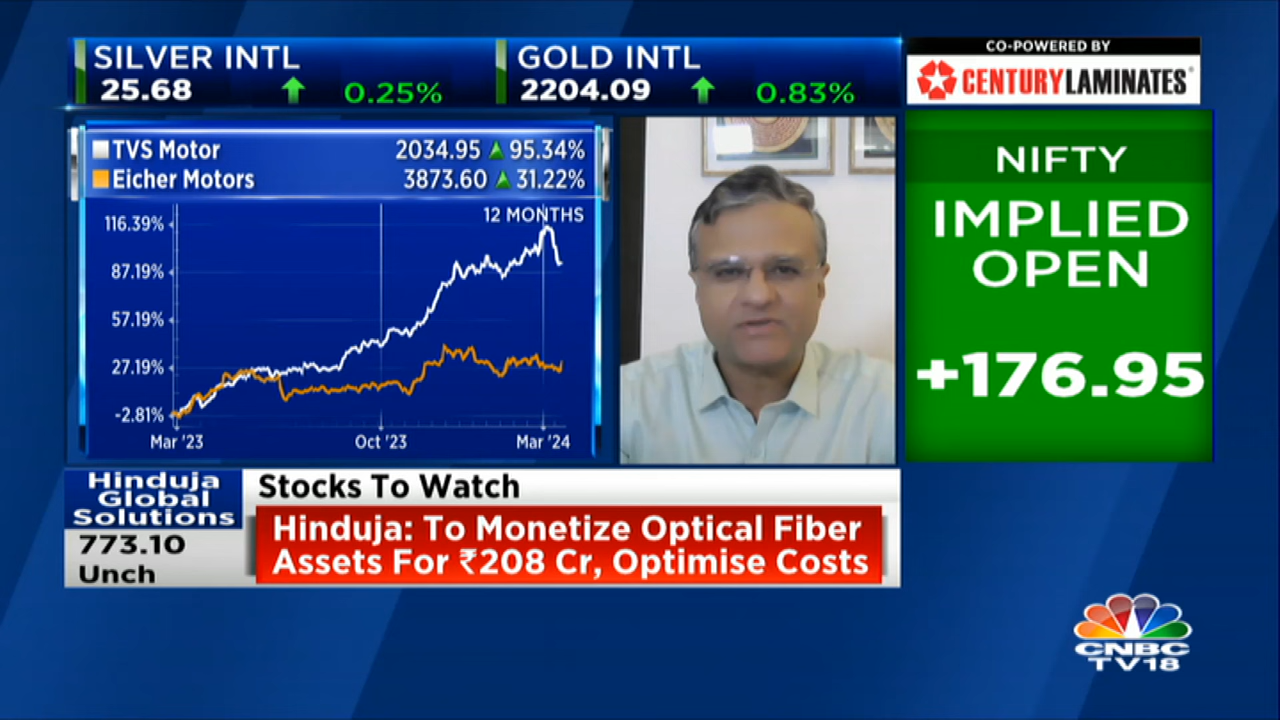 SILVER INTL
25.68 0.25%
GOLD INTL
2204.09 0.83%
CO-POWERED BY
CENTURYLAMINATES®
TVS Motor 2034.95 ▲ 95.34%
Eicher Motors 3873.60 ▲ 31.22%
12 MONTHS
116.39%
87.19%
57.19%
27.19%
-2.81%
Mar '23 Oct '23 Mar '24
NIFTY
IMPLIED
OPEN
+176.95
Hinduja
Global
Solutions
773.10
Unch
Stocks To Watch
Hinduja: To Monetize Optical Fiber
Assets For ₹208 Cr, Optimise Costs
CNBC
TV18